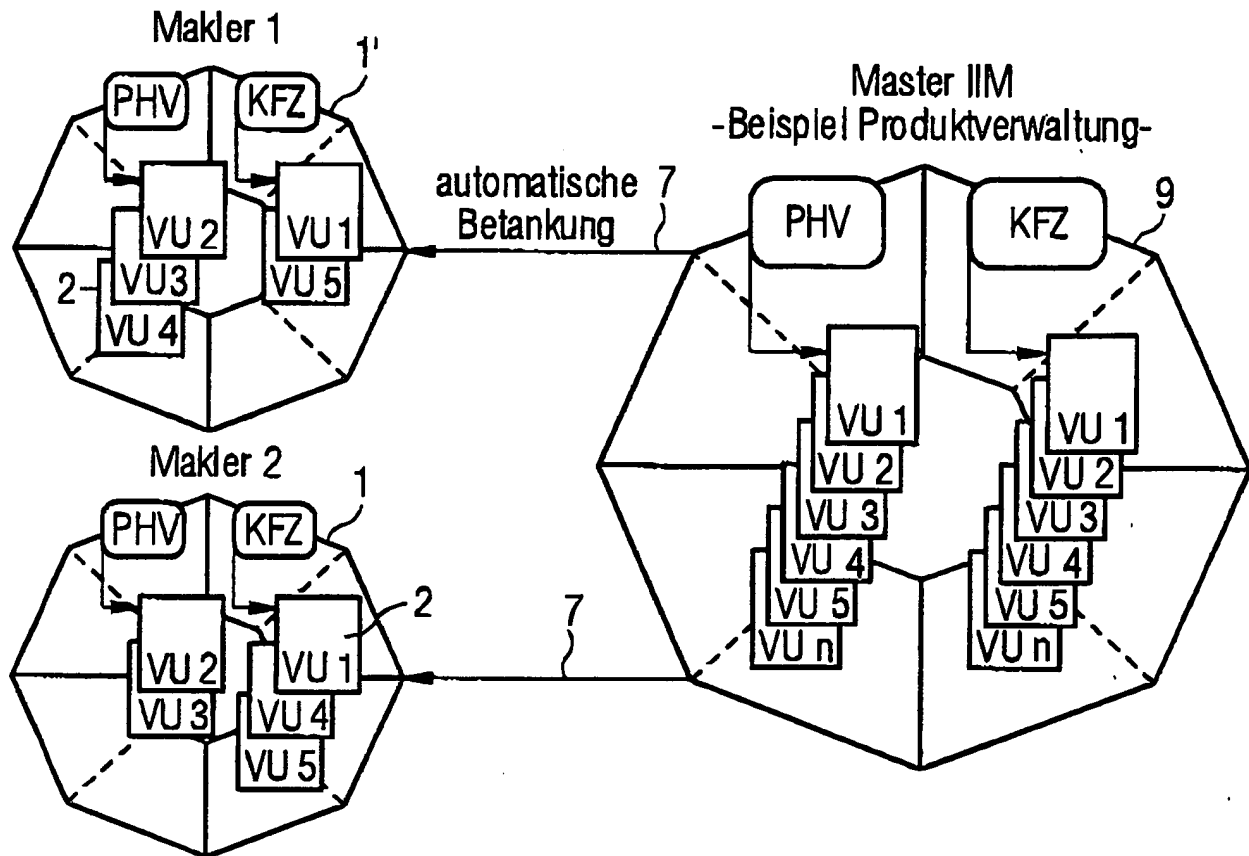 Makler 1
PHV
KFZ
1'
VU 2
VU 1
VU3
VU 5
2
VU 4
automatische
Betankung
7
Master IIM
-Beispiel Produktverwaltung-
PHV
KFZ
9
VU 1
VU 2
VU 3
VU 4
VU 5
VU n
VU 1
VU 2
VU3
VU 4
VU 5
VU n
Makler 2
PHV
KFZ
1
2
VU 2
VU 1
VU 3
VU 4
VU 5
7